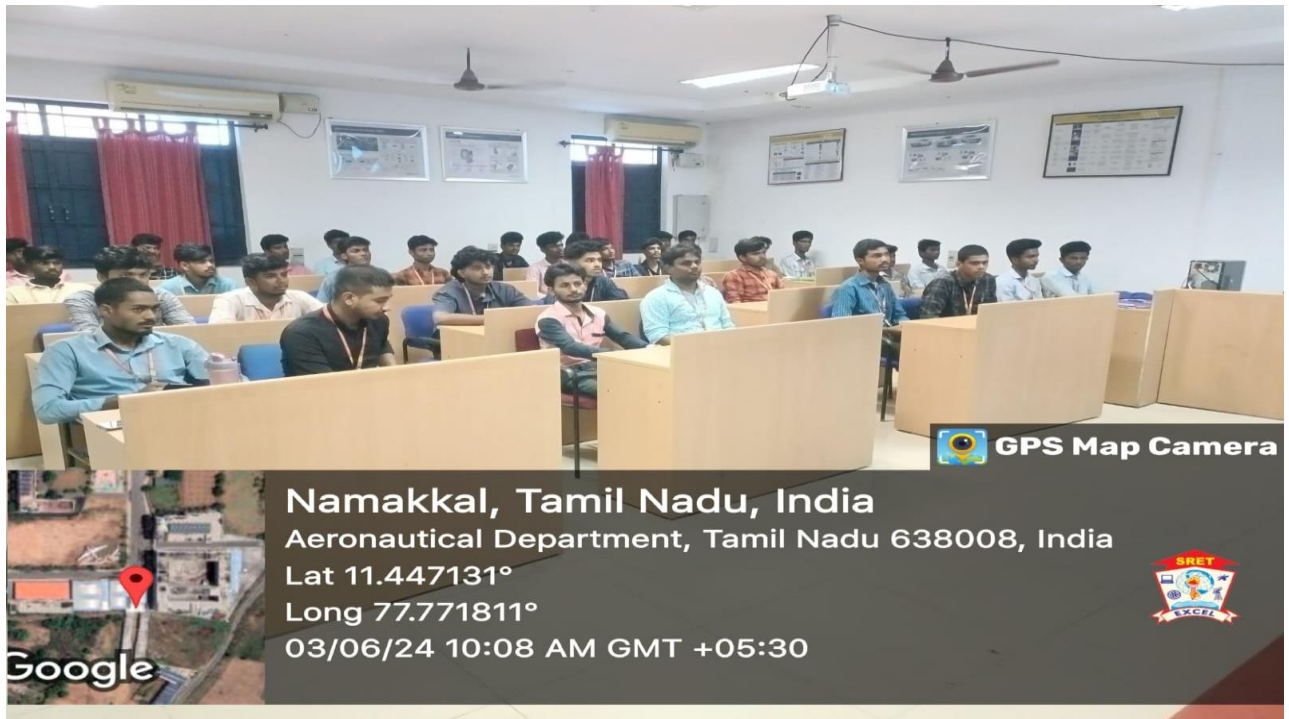 GPS Map Camera
Namakkal, Tamil Nadu, India
Aeronautical Department, Tamil Nadu 638008, India
Lat 11.447131°
Long 77.771811°
03/06/24 10:08 AM GMT +05:30
Google
SRET
EXCEL